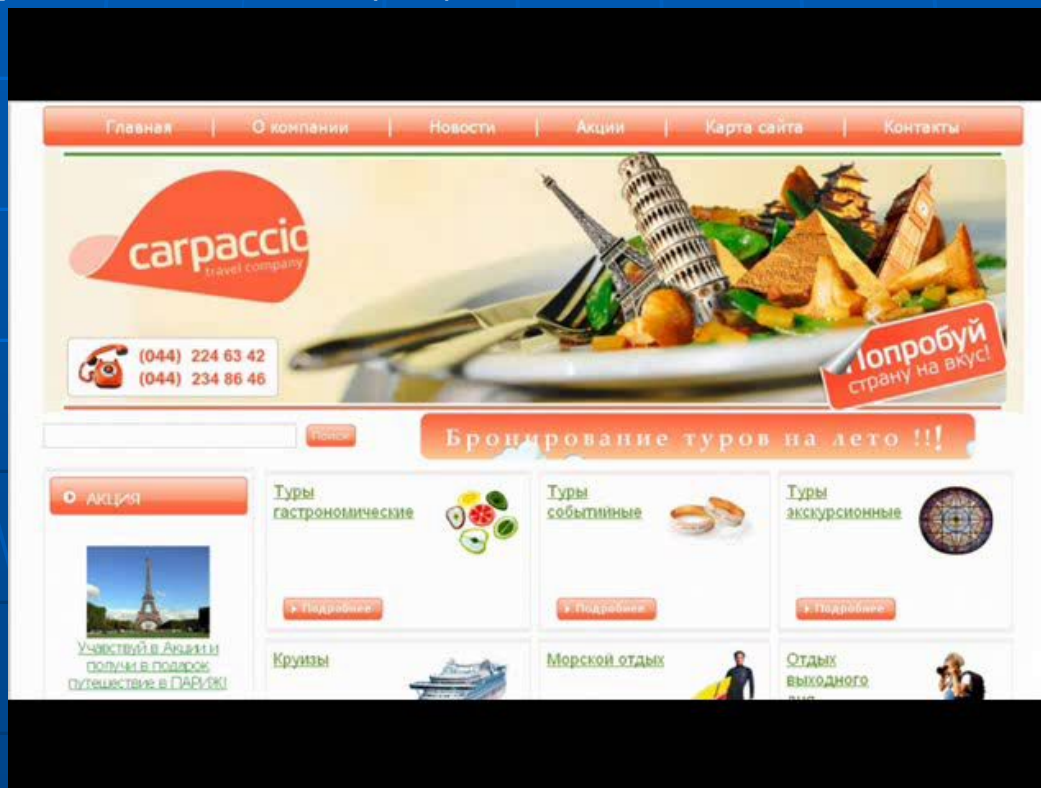 Главная | О компании | Новости | Акции | Карта сайта | Контакты
carpaccio
travel company
(044) 224 63 42
(044) 234 86 46
Попробуй
страну на вкус!
Поиск
Бронирование туров на лето !!!
АКЦИЯ
Туры
гастрономические
Туры
событийные
Туры
экскурсионные
Подробнее
Подробнее
Подробнее
Учавствуй в Акции и
получи в подарок
путешествие в ПАРИЖ!
Круизы
Морской отдых
Отдых
выходного
дня